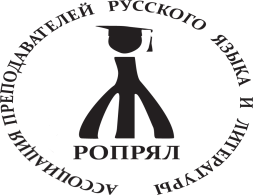 АССОЦИАЦИЯ ПРЕПОДАВАТЕЛЕЙ РУССКОГО ЯЗЫКА И ЛИТЕРАТУРЫ
РОПРЯЛ